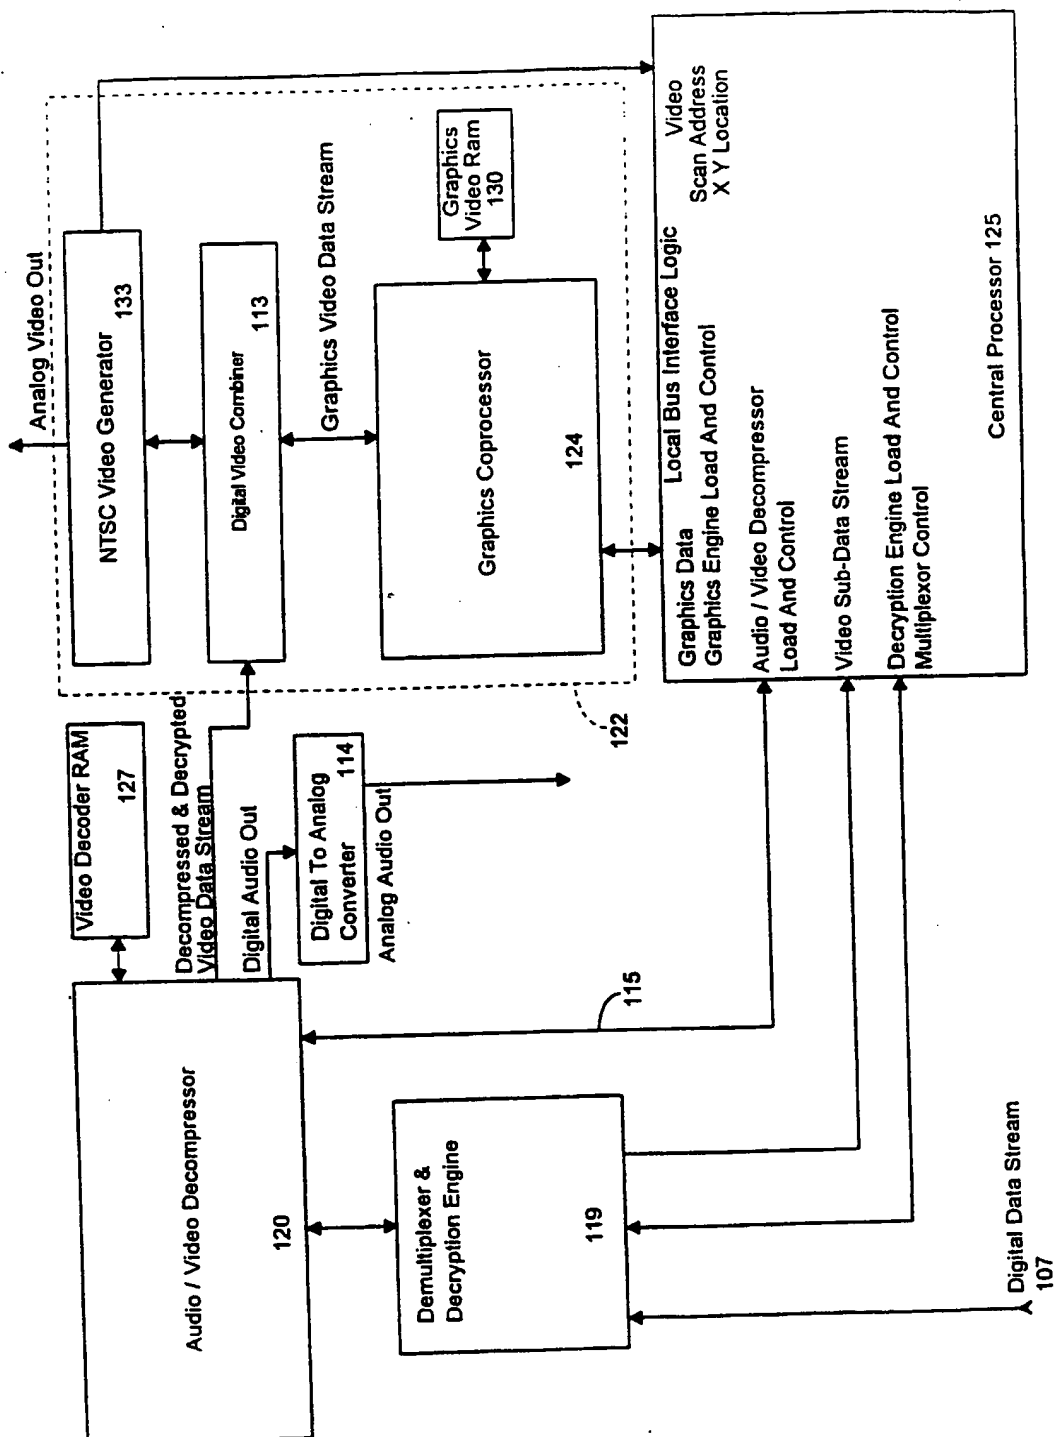 Audio / Video Decompressor
120
Video Decoder RAM
127
Decompressed & Decrypted
Video Data Stream
Digital Audio Out
Digital To Analog
Converter
114
Analog Audio Out
Analog Video Out
NTSC Video Generator
133
Digital Video Combiner
113
Graphics Video Data Stream
Graphics
Video Ram
130
Graphics Coprocessor
124
122
Demultiplexer &
Decryption Engine
119
115
Digital Data Stream
107
Local Bus Interface Logic
Video
Scan Address
X Y Location
Graphics Data
Graphics Engine Load And Control
Audio / Video Decompressor
Load And Control
Video Sub-Data Stream
Decryption Engine Load And Control
Multiplexor Control
Central Processor 125